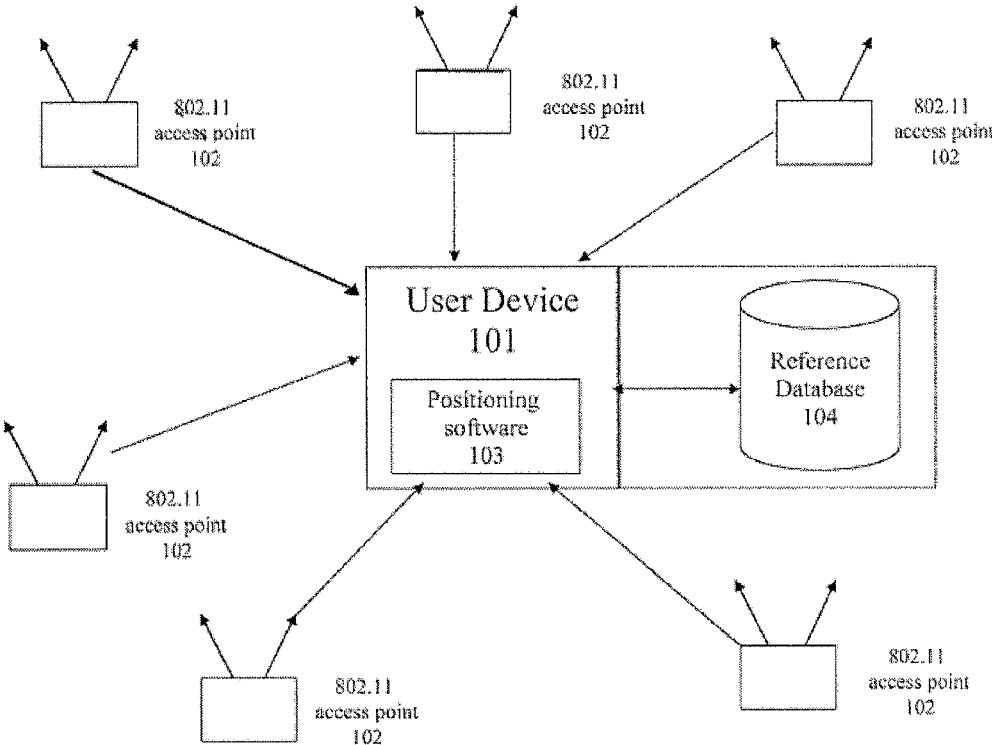 802.11
access point
102
802.11
access point
102
802.11
access point
102
User Device
101
Positioning
software
103
Reference
Database
104
802.11
access point
102
802.11
access point
102
802.11
access point
102